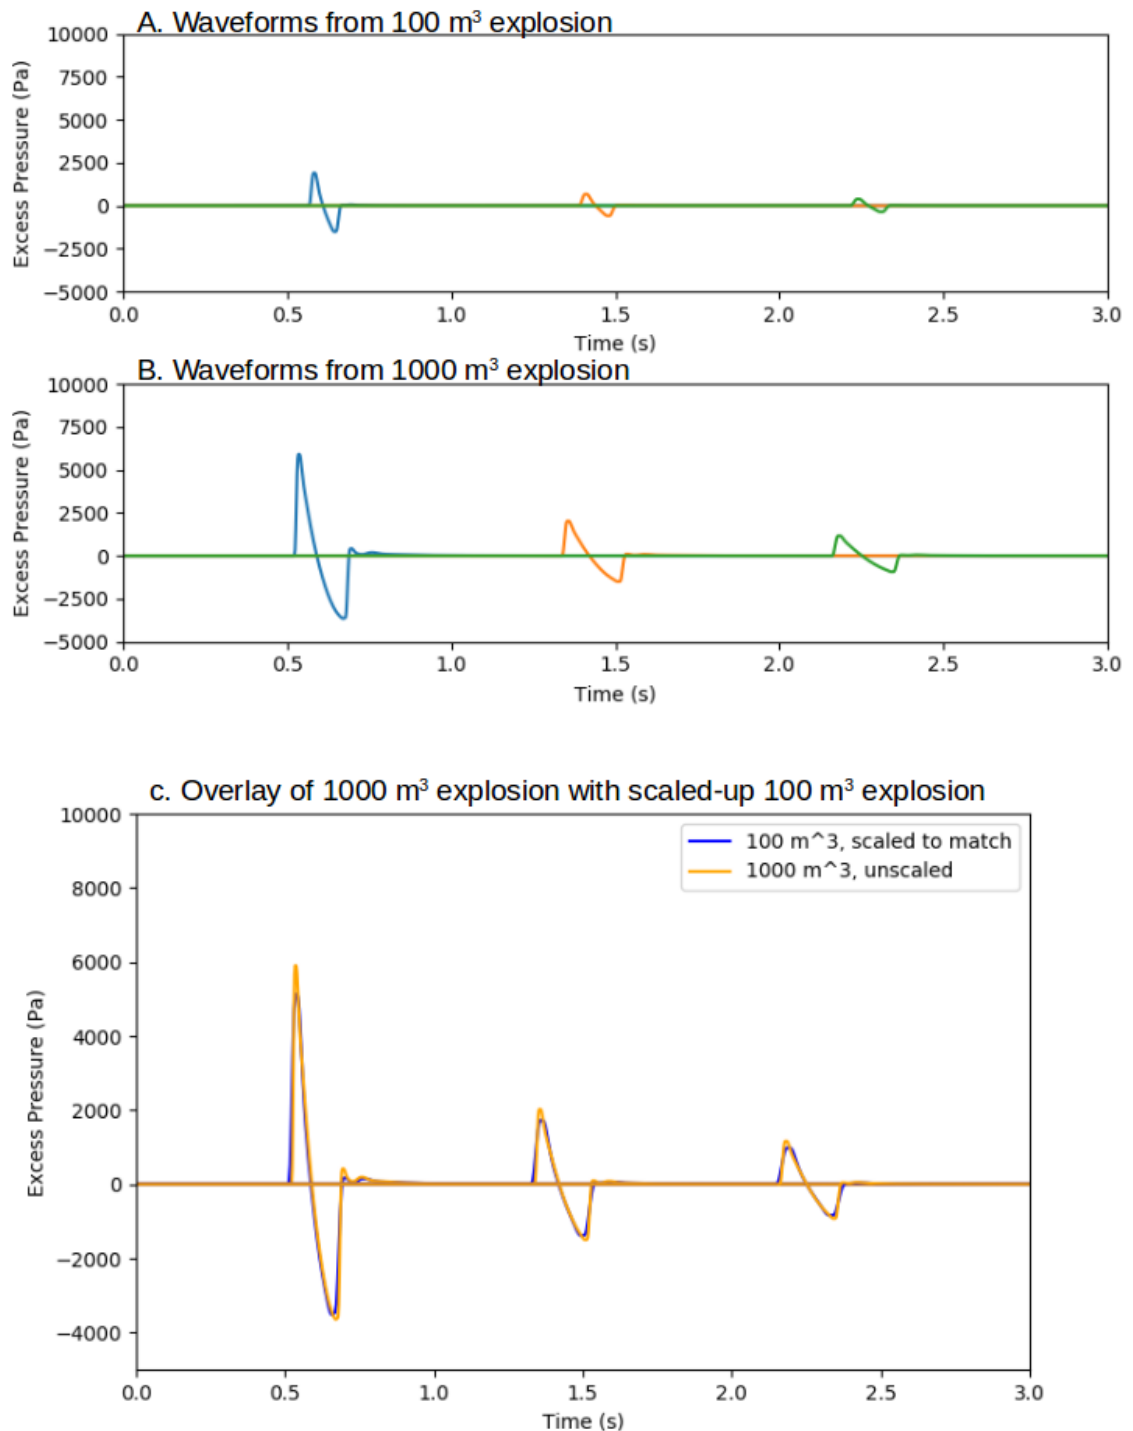 A. Waveforms from 100 m³ explosion
Excess Pressure (Pa)
10000
7500
5000
2500
0
−2500
−5000
0.0 0.5 1.0 1.5 2.0 2.5 3.0
Time (s)
B. Waveforms from 1000 m³ explosion
Excess Pressure (Pa)
10000
7500
5000
2500
0
−2500
−5000
0.0 0.5 1.0 1.5 2.0 2.5 3.0
Time (s)
c. Overlay of 1000 m³ explosion with scaled-up 100 m³ explosion
Excess Pressure (Pa)
10000
8000
6000
4000
2000
0
−2000
−4000
100 m^3, scaled to match
1000 m^3, unscaled
0.0 0.5 1.0 1.5 2.0 2.5 3.0
Time (s)